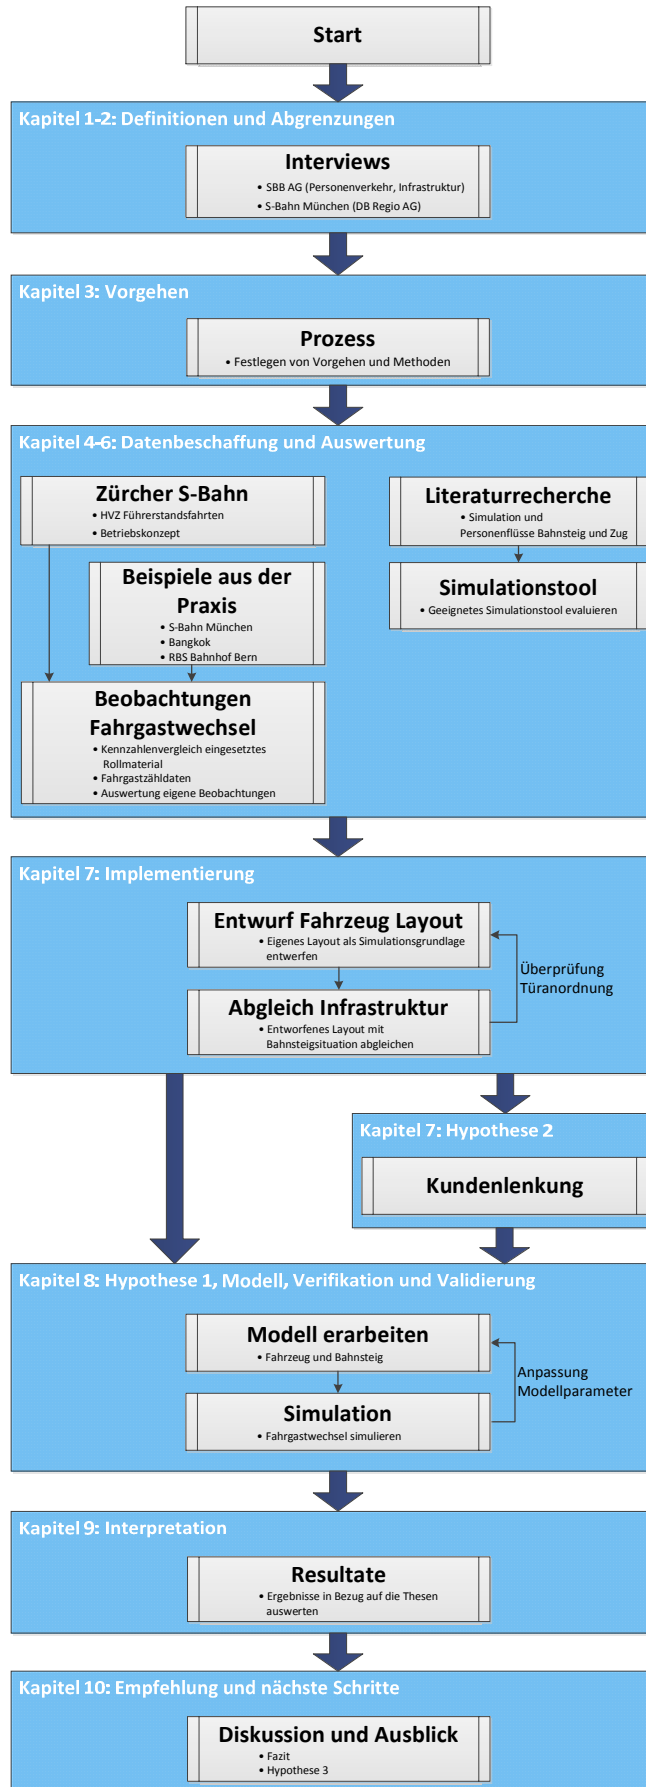 Start
Kapitel 1-2: Definitionen und Abgrenzungen
Interviews
• SBB AG (Personenverkehr, Infrastruktur)
• S-Bahn München (DB Regio AG)
Kapitel 3: Vorgehen
Prozess
• Festlegen von Vorgehen und Methoden
Kapitel 4-6: Datenbeschaffung und Auswertung
Zürcher S-Bahn
• HVZ Führerstandsfahrten
• Betriebskonzept
Literaturrecherche
• Simulation und
Personenflüsse Bahnsteig und Zug
Beispiele aus der
Praxis
• S-Bahn München
• Bangkok
• RBS Bahnhof Bern
Simulationstool
• Geeignetes Simulationstool evaluieren
Beobachtungen
Fahrgastwechsel
• Kennzahlenvergleich eingesetztes
Rollmaterial
• Fahrgastzähldaten
• Auswertung eigene Beobachtungen
Kapitel 7: Implementierung
Entwurf Fahrzeug Layout
• Eigenes Layout als Simulationsgrundlage
entwerfen
Überprüfung
Türanordnung
Abgleich Infrastruktur
• Entworfenes Layout mit
Bahnsteigsituation abgleichen
Kapitel 7: Hypothese 2
Kundenlenkung
Kapitel 8: Hypothese 1, Modell, Verifikation und Validierung
Modell erarbeiten
• Fahrzeug und Bahnsteig
Anpassung
Modellparameter
Simulation
• Fahrgastwechsel simulieren
Kapitel 9: Interpretation
Resultate
• Ergebnisse in Bezug auf die Thesen
auswerten
Kapitel 10: Empfehlung und nächste Schritte
Diskussion und Ausblick
• Fazit
• Hypothese 3